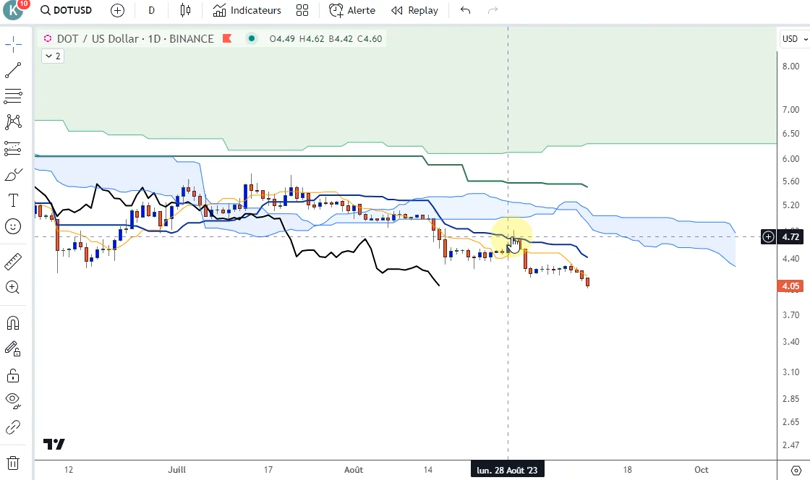 K
10
DOTUSD
D
Indicateurs
Alerte
Replay
DOT / US Dollar · 1D · BINANCE
O4.49 H4.62 B4.42 C4.60
2
USD
8.00
7.00
6.50
6.00
5.60
5.20
4.72
4.40
4.05
3.70
3.40
3.10
2.85
2.65
2.47
12
Juill
17
Août
14
lun. 28 Août '23
18
Oct